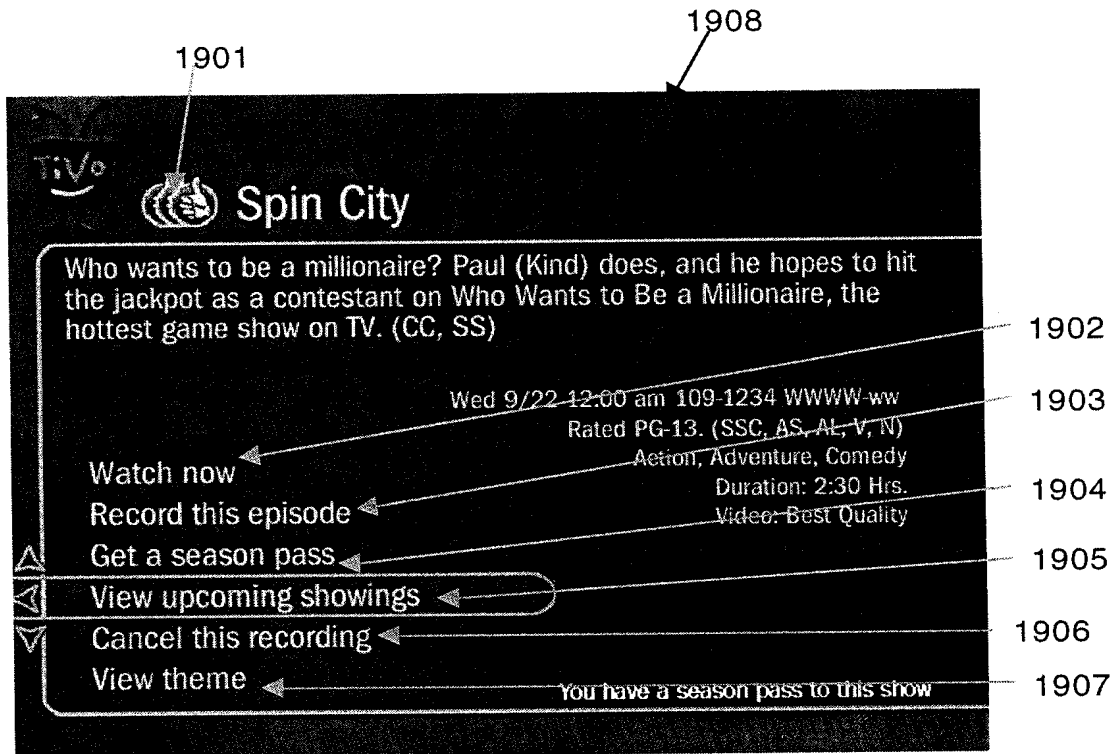 1908
1901
TiVo
Spin City
Who wants to be a millionaire? Paul (Kind) does, and he hopes to hit
the jackpot as a contestant on Who Wants to Be a Millionaire, the
hottest game show on TV. (CC, SS)
1902
Wed 9/22 12:00 am 109-1234 WWWW-ww
1903
Rated PG-13. (SSC, AS, AL, V, N)
Action, Adventure, Comedy
Watch now
Duration: 2:30 Hrs.
1904
Record this episode
Video: Best Quality
Get a season pass
1905
View upcoming showings
Cancel this recording
1906
View theme
You have a season pass to this show
1907